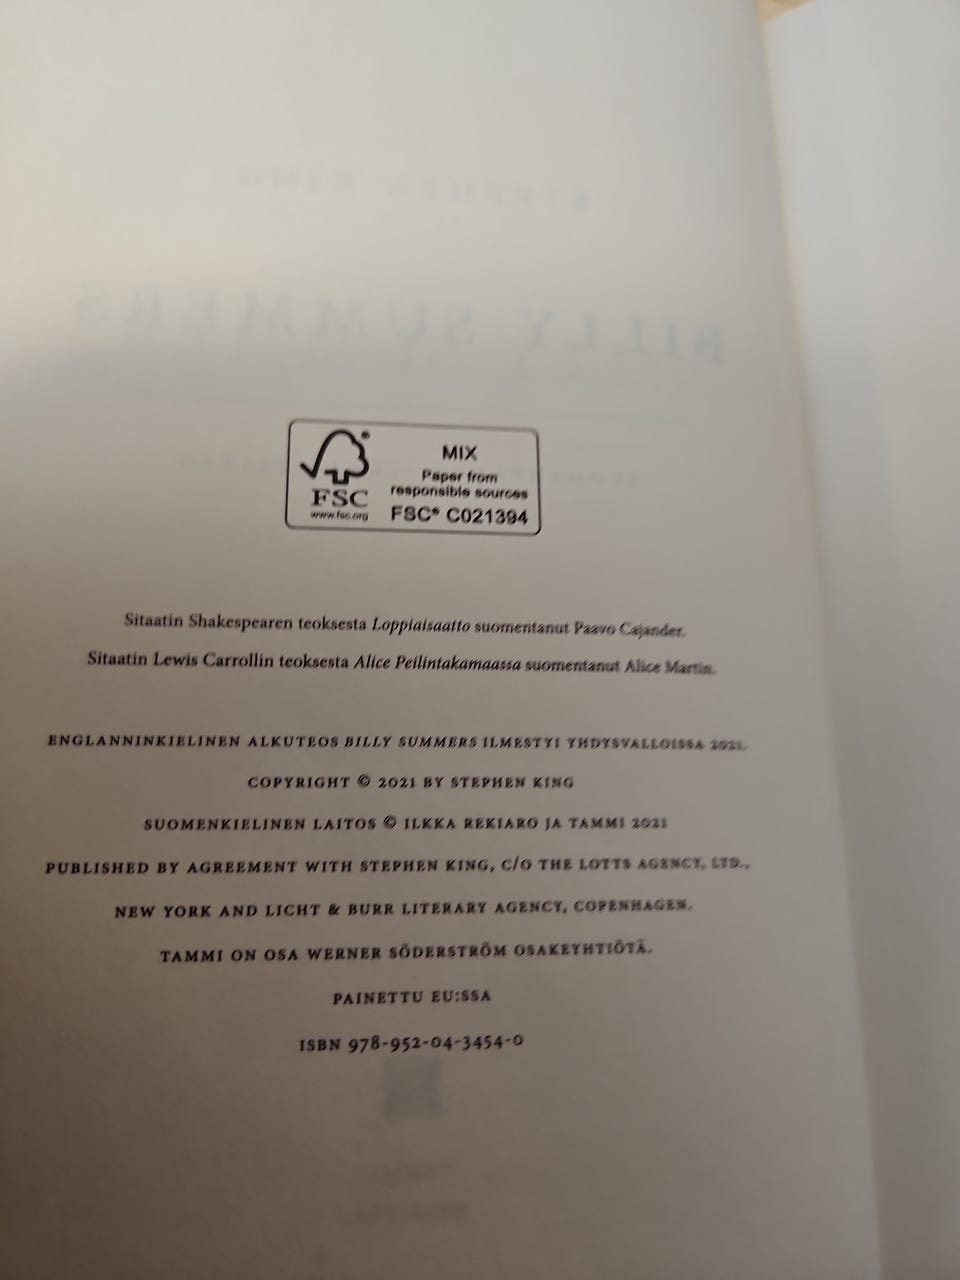 STEPHEN KING
BILLY SUMMERS
FSC®
www.fsc.org
MIX
Paper from
responsible sources
FSC® C021394
Sitaatin Shakespearen teoksesta Loppiaisaatto suomentanut Paavo Cajander.
Sitaatin Lewis Carrollin teoksesta Alice Peilintakamaassa suomentanut Alice Martin.
ENGLANNINKIELINEN ALKUTEOS BILLY SUMMERS ILMESTYI YHDYSVALLOISSA 2021.
COPYRIGHT © 2021 BY STEPHEN KING
SUOMENKIELINEN LAITOS © ILKKA REKIARO JA TAMMI 2021
PUBLISHED BY AGREEMENT WITH STEPHEN KING, C/O THE LOTTS AGENCY, LTD.,
NEW YORK AND LICHT & BURR LITERARY AGENCY, COPENHAGEN.
TAMMI ON OSA WERNER SÖDERSTRÖM OSAKEYHTIÖTÄ.
PAINETTU EU:SSA
ISBN 978-952-04-3454-0